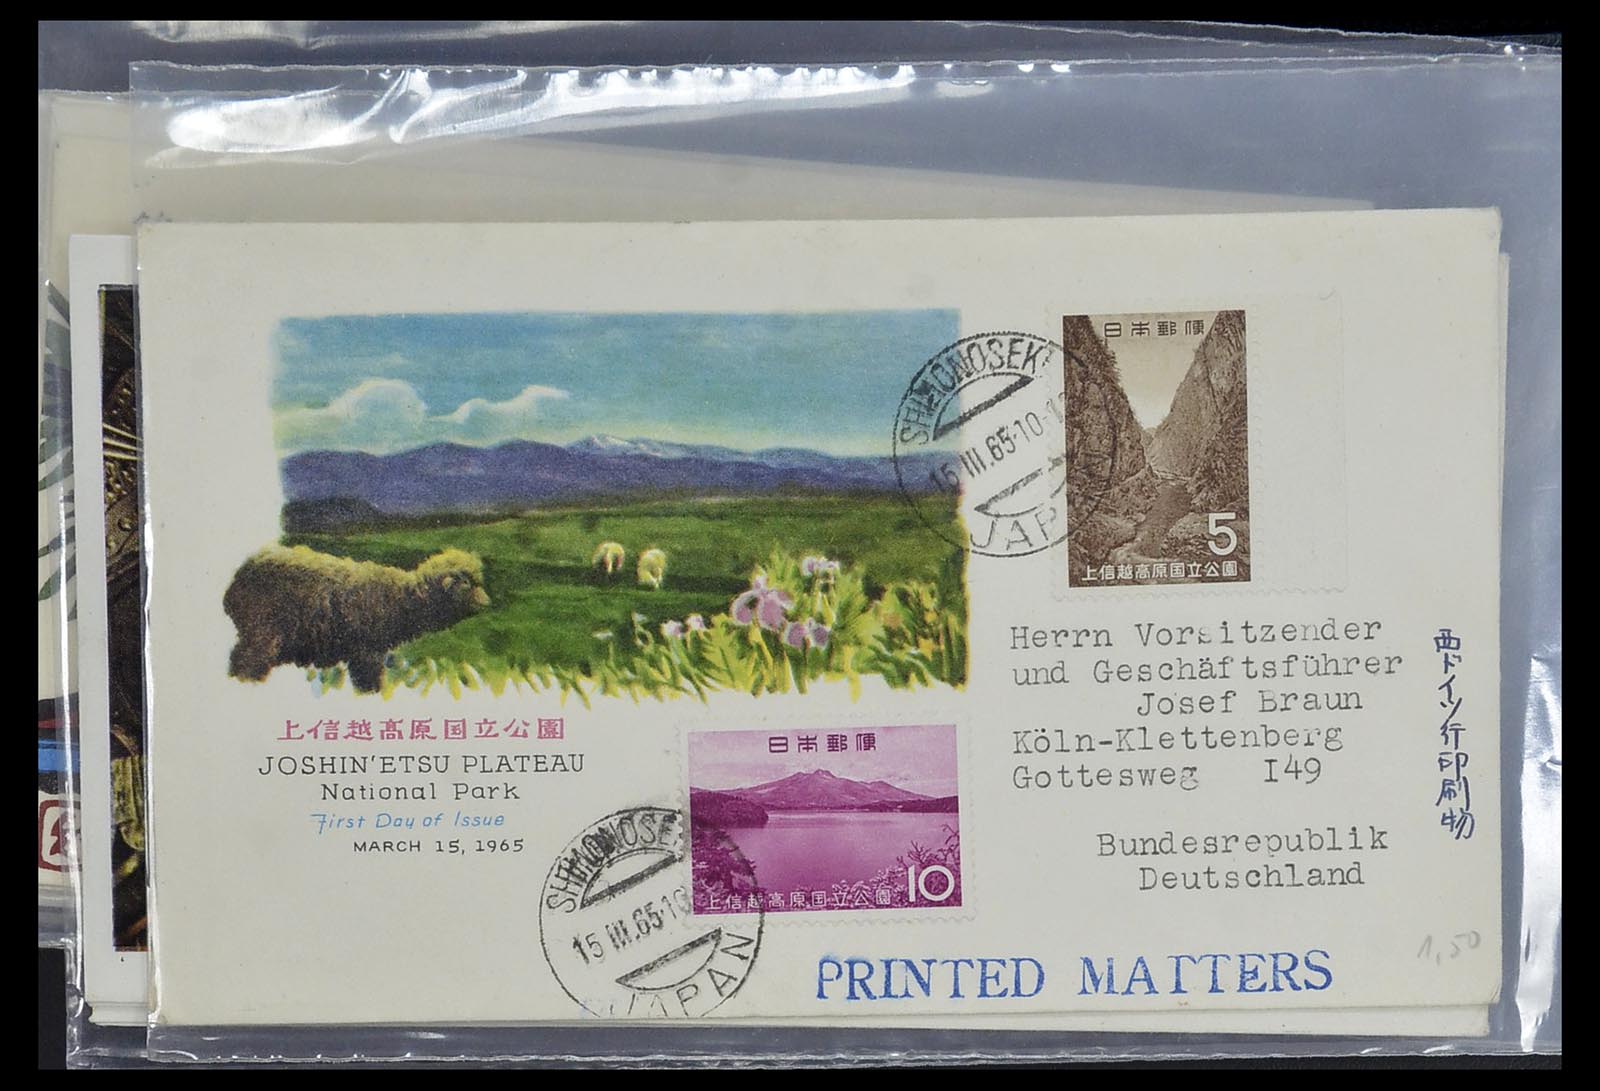 日本郵便
5
上信越高原国立公園
SHIMONOSEKI
15.III.65.10-1
JAPAN
Herrn Vorsitzender
und Geschäftsführer
Josef Braun
Köln-Klettenberg
Gottesweg I49
Bundesrepublik
Deutschland
西ドイツ行印刷物
上信越高原国立公園
JOSHIN'ETSU PLATEAU
National Park
First Day of Issue
MARCH 15, 1965
日本郵便
10
上信越高原国立公園
SHIMONOSEK
15.III.65.10
JAPAN
PRINTED MATTERS
1,50